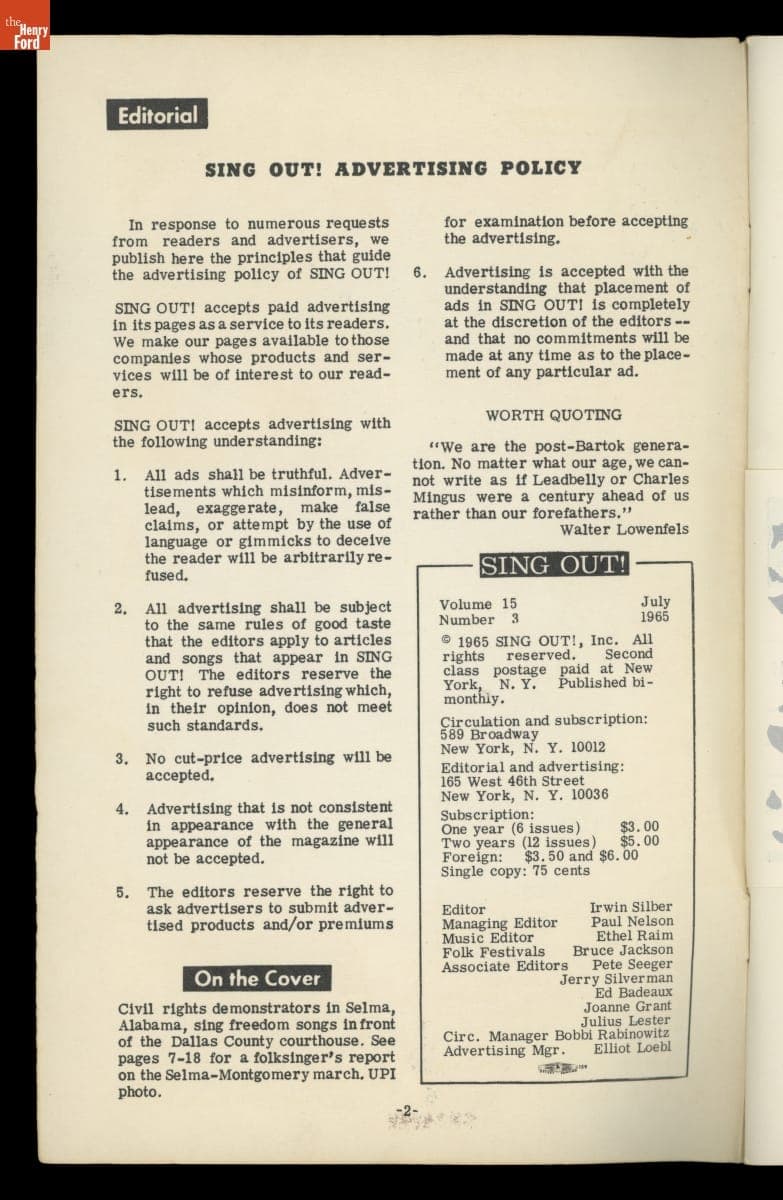 the
Henry
Ford
Editorial
SING OUT! ADVERTISING POLICY
In response to numerous requests
from readers and advertisers, we
publish here the principles that guide
the advertising policy of SING OUT!
SING OUT! accepts paid advertising
in its pages as a service to its readers.
We make our pages available to those
companies whose products and ser-
vices will be of interest to our read-
ers.
SING OUT! accepts advertising with
the following understanding:
1. All ads shall be truthful. Adver-
tisements which misinform, mis-
lead, exaggerate, make false
claims, or attempt by the use of
language or gimmicks to deceive
the reader will be arbitrarily re-
fused.
2. All advertising shall be subject
to the same rules of good taste
that the editors apply to articles
and songs that appear in SING
OUT! The editors reserve the
right to refuse advertising which,
in their opinion, does not meet
such standards.
3. No cut-price advertising will be
accepted.
4. Advertising that is not consistent
in appearance with the general
appearance of the magazine will
not be accepted.
5. The editors reserve the right to
ask advertisers to submit adver-
tised products and/or premiums
On the Cover
Civil rights demonstrators in Selma,
Alabama, sing freedom songs in front
of the Dallas County courthouse. See
pages 7-18 for a folksinger's report
on the Selma-Montgomery march. UPI
photo.
for examination before accepting
the advertising.
6. Advertising is accepted with the
understanding that placement of
ads in SING OUT! is completely
at the discretion of the editors --
and that no commitments will be
made at any time as to the place-
ment of any particular ad.
WORTH QUOTING
"We are the post-Bartok genera-
tion. No matter what our age, we can-
not write as if Leadbelly or Charles
Mingus were a century ahead of us
rather than our forefathers."
Walter Lowenfels
SING OUT!
Volume 15 July
Number 3 1965
© 1965 SING OUT!, Inc. All
rights reserved. Second
class postage paid at New
York, N. Y. Published bi-
monthly.
Circulation and subscription:
589 Broadway
New York, N. Y. 10012
Editorial and advertising:
165 West 46th Street
New York, N. Y. 10036
Subscription:
One year (6 issues) $3.00
Two years (12 issues) $5.00
Foreign: $3.50 and $6.00
Single copy: 75 cents
Editor Irwin Silber
Managing Editor Paul Nelson
Music Editor Ethel Raim
Folk Festivals Bruce Jackson
Associate Editors Pete Seeger
Jerry Silverman
Ed Badeaux
Joanne Grant
Julius Lester
Circ. Manager Bobbi Rabinowitz
Advertising Mgr. Elliot Loebl
-2-